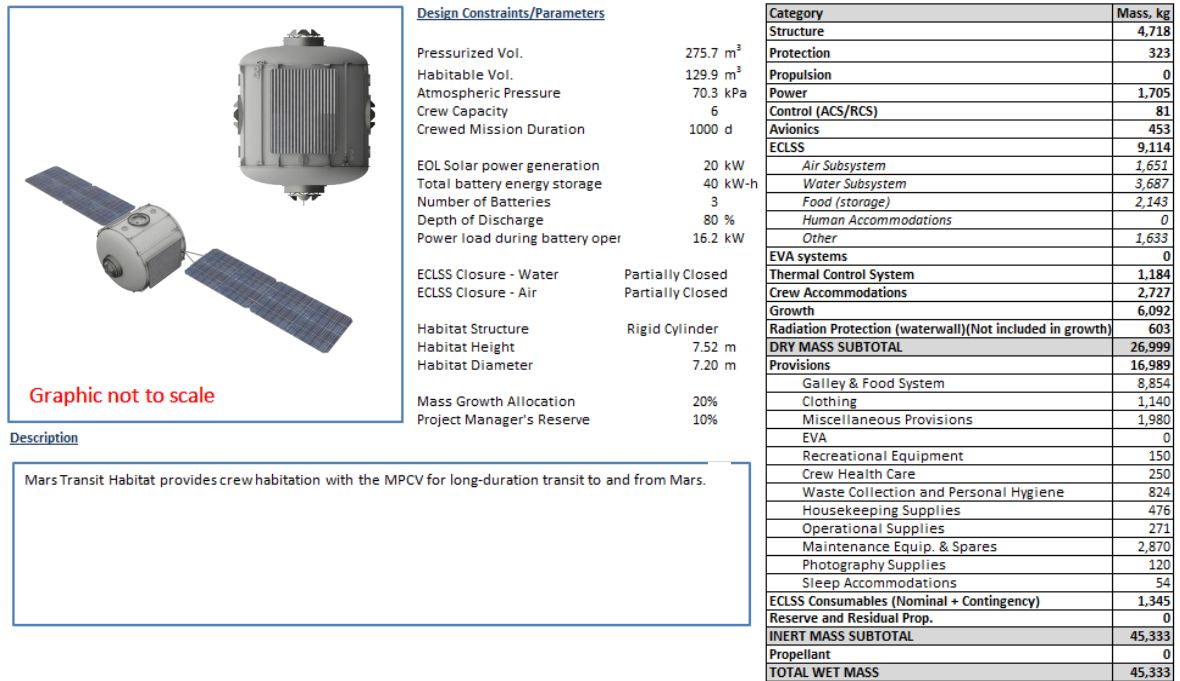 Graphic not to scale
Description
Mars Transit Habitat provides crew habitation with the MPCV for long-duration transit to and from Mars.
Design Constraints/Parameters
Pressurized Vol. 275.7 m³
Habitable Vol. 129.9 m³
Atmospheric Pressure 70.3 kPa
Crew Capacity 6
Crewed Mission Duration 1000 d
EOL Solar power generation 20 kW
Total battery energy storage 40 kW-h
Number of Batteries 3
Depth of Discharge 80 %
Power load during battery oper 16.2 kW
ECLSS Closure - Water Partially Closed
ECLSS Closure - Air Partially Closed
Habitat Structure Rigid Cylinder
Habitat Height 7.52 m
Habitat Diameter 7.20 m
Mass Growth Allocation 20%
Project Manager's Reserve 10%
Category Mass, kg
Structure 4,718
Protection 323
Propulsion 0
Power 1,705
Control (ACS/RCS) 81
Avionics 453
ECLSS 9,114
Air Subsystem 1,651
Water Subsystem 3,687
Food (storage) 2,143
Human Accommodations 0
Other 1,633
EVA systems 0
Thermal Control System 1,184
Crew Accommodations 2,727
Growth 6,092
Radiation Protection (waterwall)(Not included in growth) 603
DRY MASS SUBTOTAL 26,999
Provisions 16,989
Galley & Food System 8,854
Clothing 1,140
Miscellaneous Provisions 1,980
EVA 0
Recreational Equipment 150
Crew Health Care 250
Waste Collection and Personal Hygiene 824
Housekeeping Supplies 476
Operational Supplies 271
Maintenance Equip. & Spares 2,870
Photography Supplies 120
Sleep Accommodations 54
ECLSS Consumables (Nominal + Contingency) 1,345
Reserve and Residual Prop. 0
INERT MASS SUBTOTAL 45,333
Propellant 0
TOTAL WET MASS 45,333